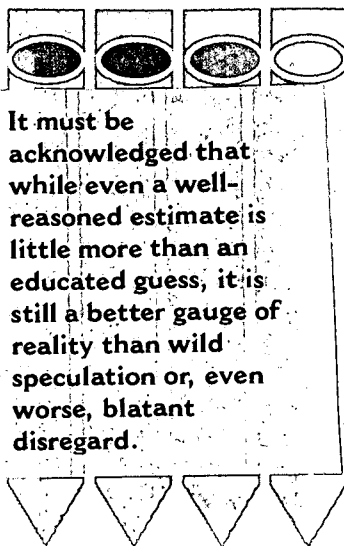 It must be
acknowledged that
while even a well-
reasoned estimate is
little more than an
educated guess, it is
still a better gauge of
reality than wild
speculation or, even
worse, blatant
disregard.